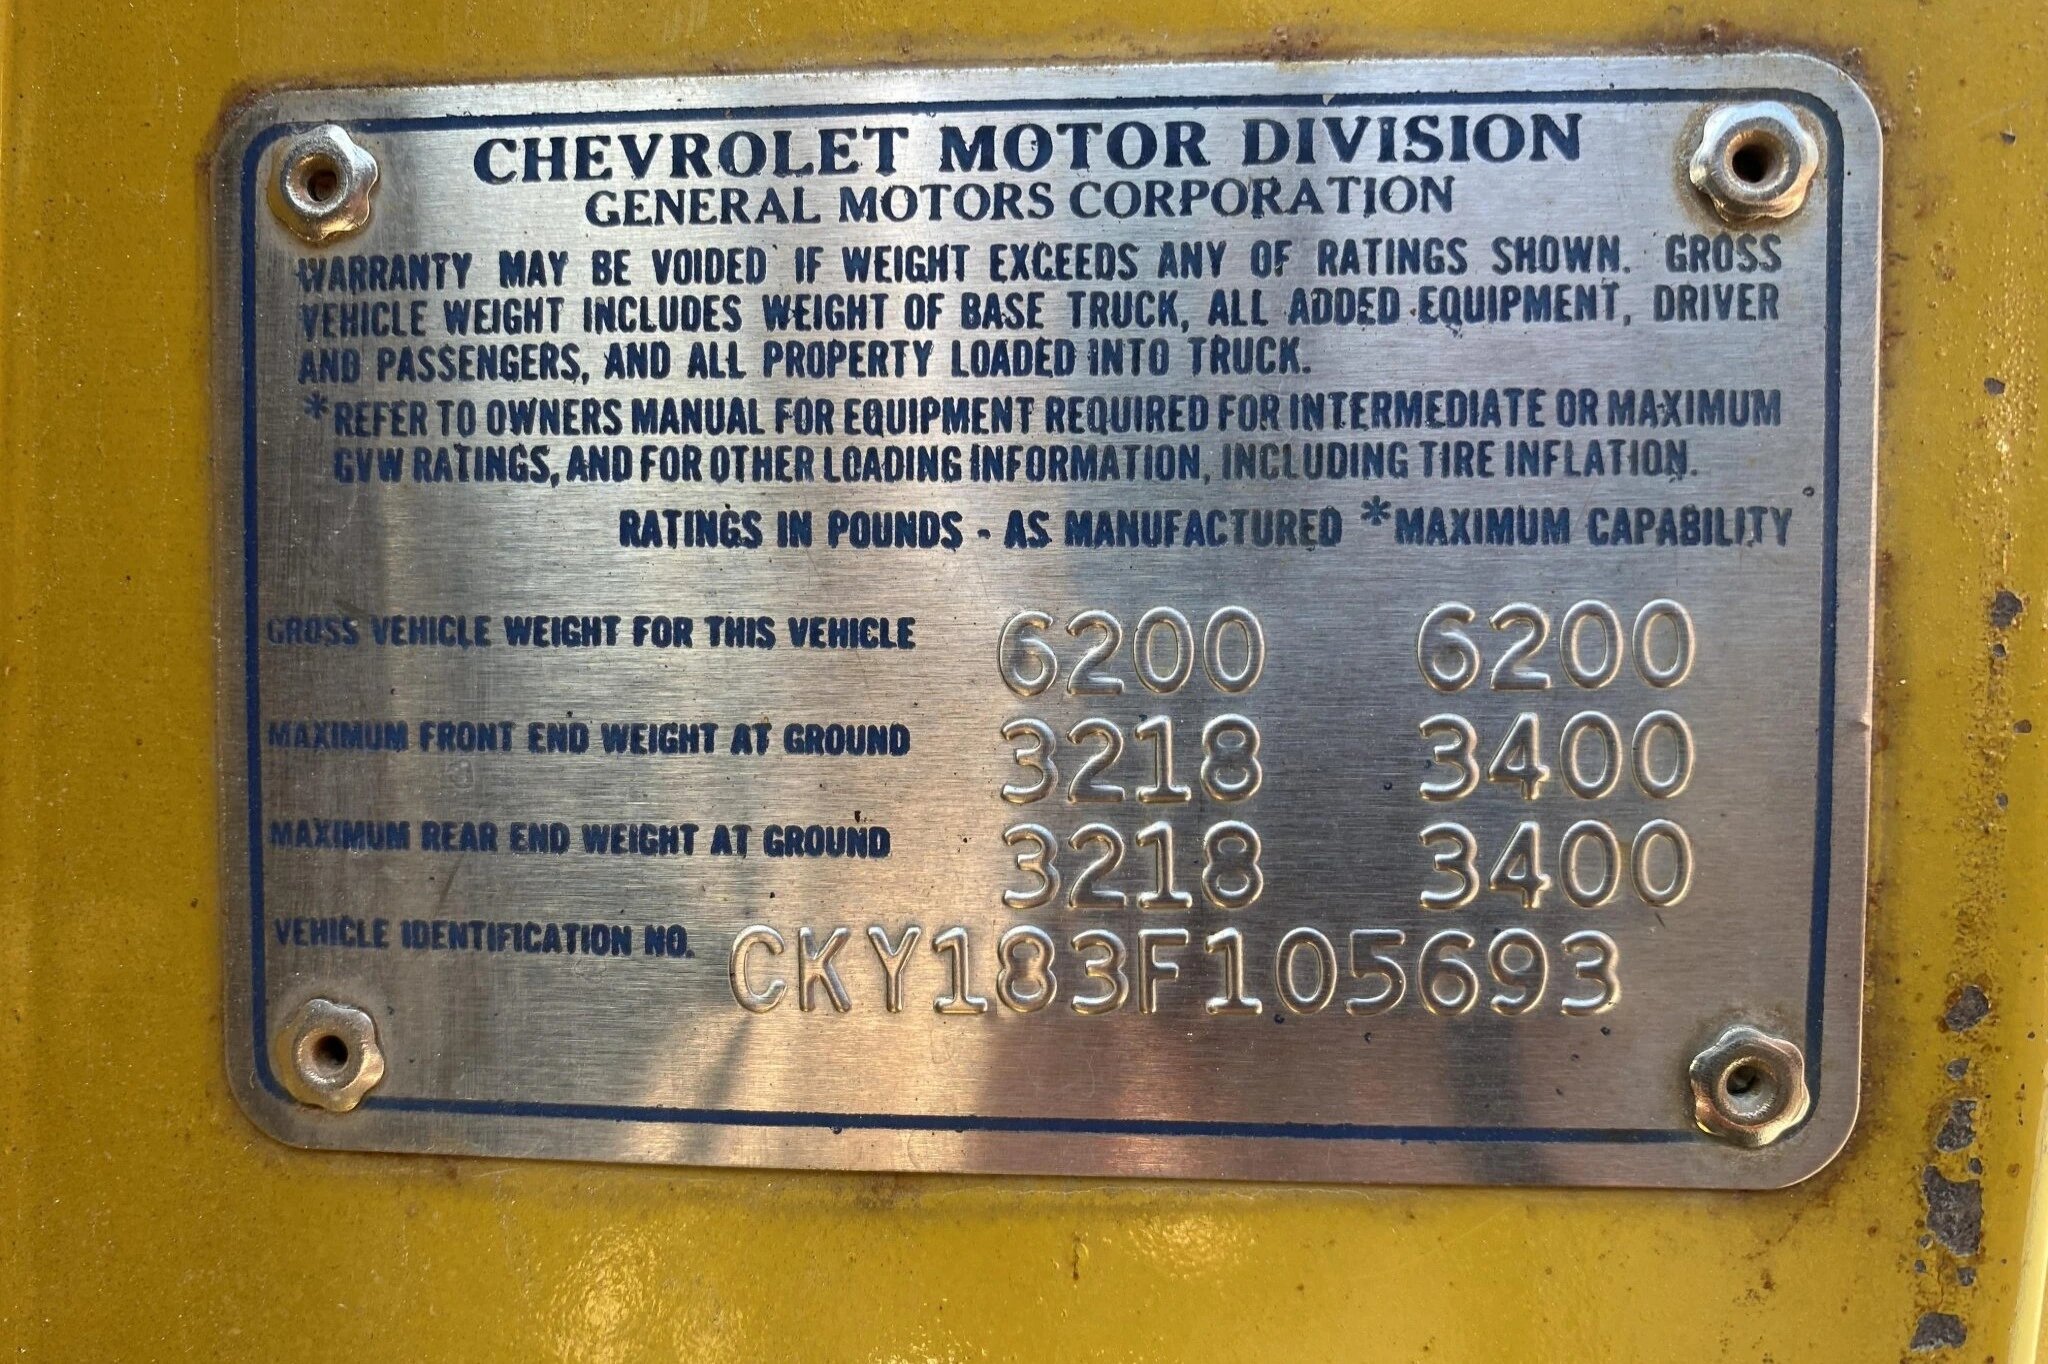 CHEVROLET MOTOR DIVISION
GENERAL MOTORS CORPORATION
WARRANTY MAY BE VOIDED IF WEIGHT EXCEEDS ANY OF RATINGS SHOWN. GROSS
VEHICLE WEIGHT INCLUDES WEIGHT OF BASE TRUCK, ALL ADDED EQUIPMENT, DRIVER
AND PASSENGERS, AND ALL PROPERTY LOADED INTO TRUCK.
*REFER TO OWNERS MANUAL FOR EQUIPMENT REQUIRED FOR INTERMEDIATE OR MAXIMUM
GVW RATINGS, AND FOR OTHER LOADING INFORMATION, INCLUDING TIRE INFLATION.
RATINGS IN POUNDS - AS MANUFACTURED *MAXIMUM CAPABILITY
GROSS VEHICLE WEIGHT FOR THIS VEHICLE 6200 6200
MAXIMUM FRONT END WEIGHT AT GROUND 3218 3400
MAXIMUM REAR END WEIGHT AT GROUND 3218 3400
VEHICLE IDENTIFICATION NO. CKY183F105693